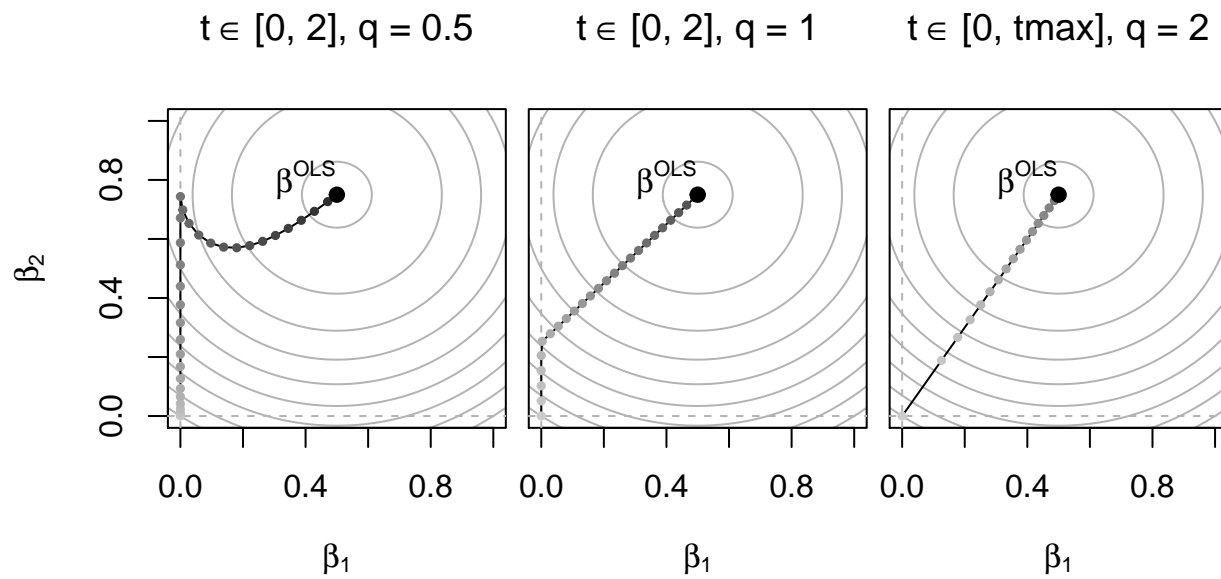 t ∈ [0, 2], q = 0.5
t ∈ [0, 2], q = 1
t ∈ [0, tmax], q = 2
β^OLS
β^OLS
β^OLS
β₂
0.8
0.4
0.0
0.0 0.4 0.8
0.0 0.4 0.8
0.0 0.4 0.8
β₁
β₁
β₁